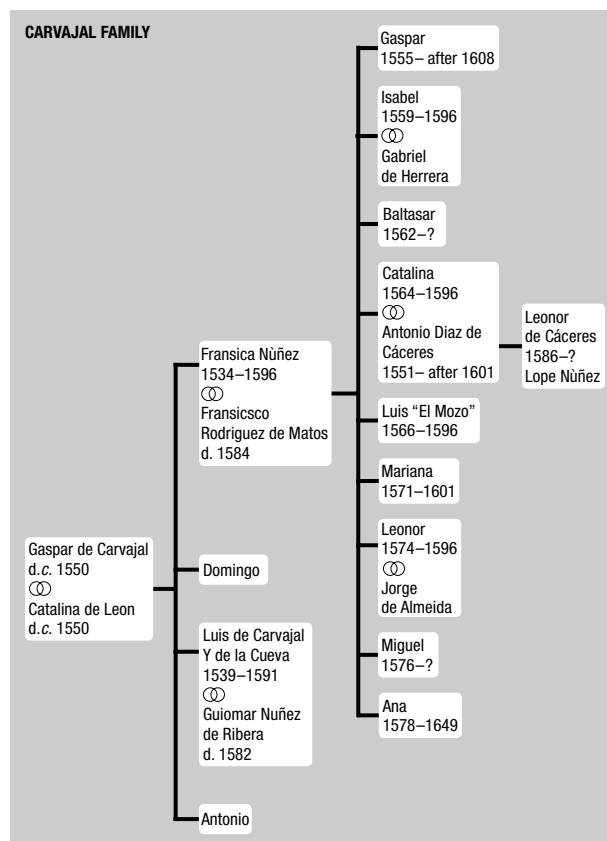 CARVAJAL FAMILY
Gaspar de Carvajal
d.c. 1550
Catalina de Leon
d.c. 1550
Fransica Nùñez
1534–1596
Fransicsco
Rodriguez de Matos
d. 1584
Domingo
Luis de Carvajal
Y de la Cueva
1539–1591
Guiomar Nuñez
de Ribera
d. 1582
Antonio
Gaspar
1555– after 1608
Isabel
1559–1596
Gabriel
de Herrera
Baltasar
1562–?
Catalina
1564–1596
Antonio Diaz de
Cáceres
1551– after 1601
Luis “El Mozo”
1566–1596
Mariana
1571–1601
Leonor
1574–1596
Jorge
de Almeida
Miguel
1576–?
Ana
1578–1649
Leonor
de Cáceres
1586–?
Lope Nùñez